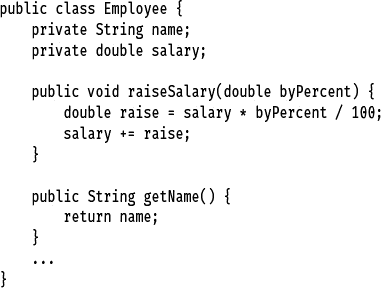 public class Employee {
    private String name;
    private double salary;

    public void raiseSalary(double byPercent) {
        double raise = salary * byPercent / 100;
        salary += raise;
    }

    public String getName() {
        return name;
    }
    ...
}